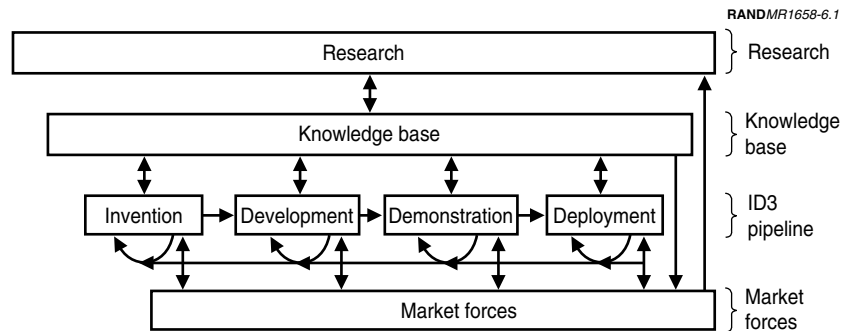 RANDMR1658-6.1
Research
Research
Knowledge base
Knowledge
base
Invention
Development
Demonstration
Deployment
ID3
pipeline
Market forces
Market
forces